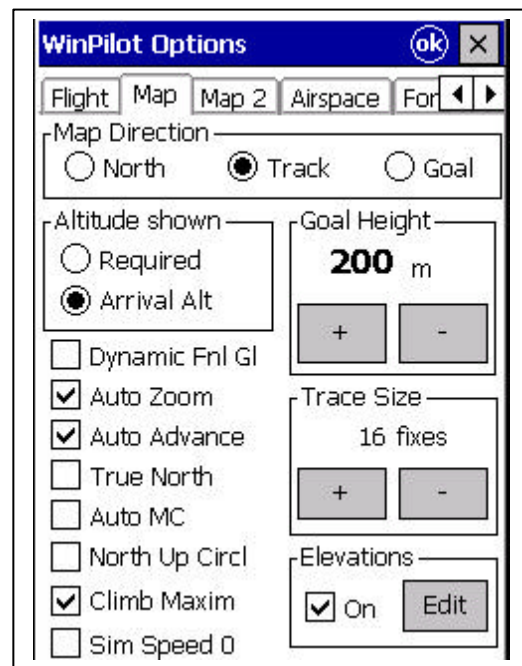 WinPilot Options ok
Flight Map Map 2 Airspace For
Map Direction
North Track Goal
Altitude shown
Required
Arrival Alt
Goal Height
200 m
+ -
Dynamic Fnl Gl
Auto Zoom
Auto Advance
True North
Auto MC
North Up Circl
Climb Maxim
Sim Speed 0
Trace Size
16 fixes
+ -
Elevations
On Edit